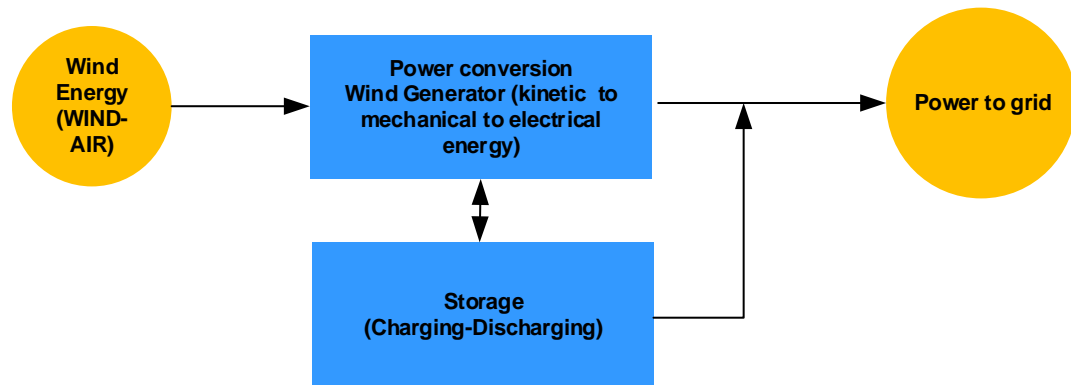 Wind
Energy
(WIND-
AIR)
Power conversion
Wind Generator (kinetic to
mechanical to electrical
energy)
Power to grid
Storage
(Charging-Discharging)